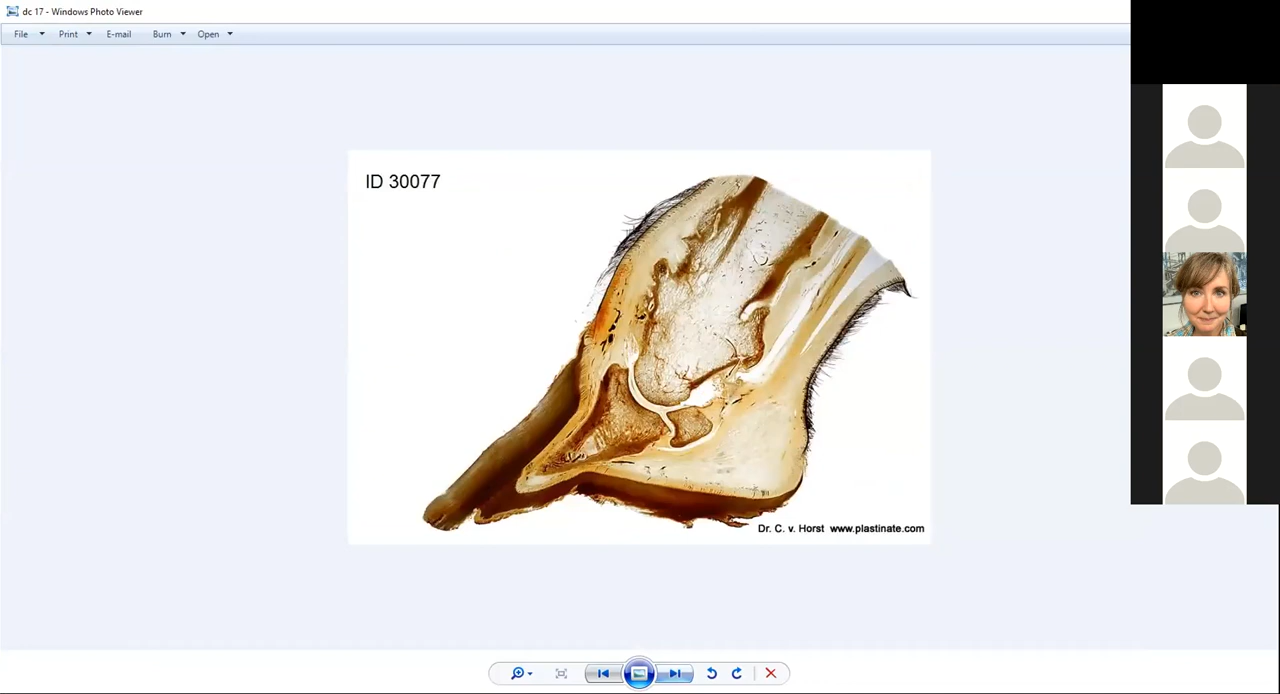 dc 17 - Windows Photo Viewer
File Print E-mail Burn Open
ID 30077
Dr. C. v. Horst www.plastinate.com